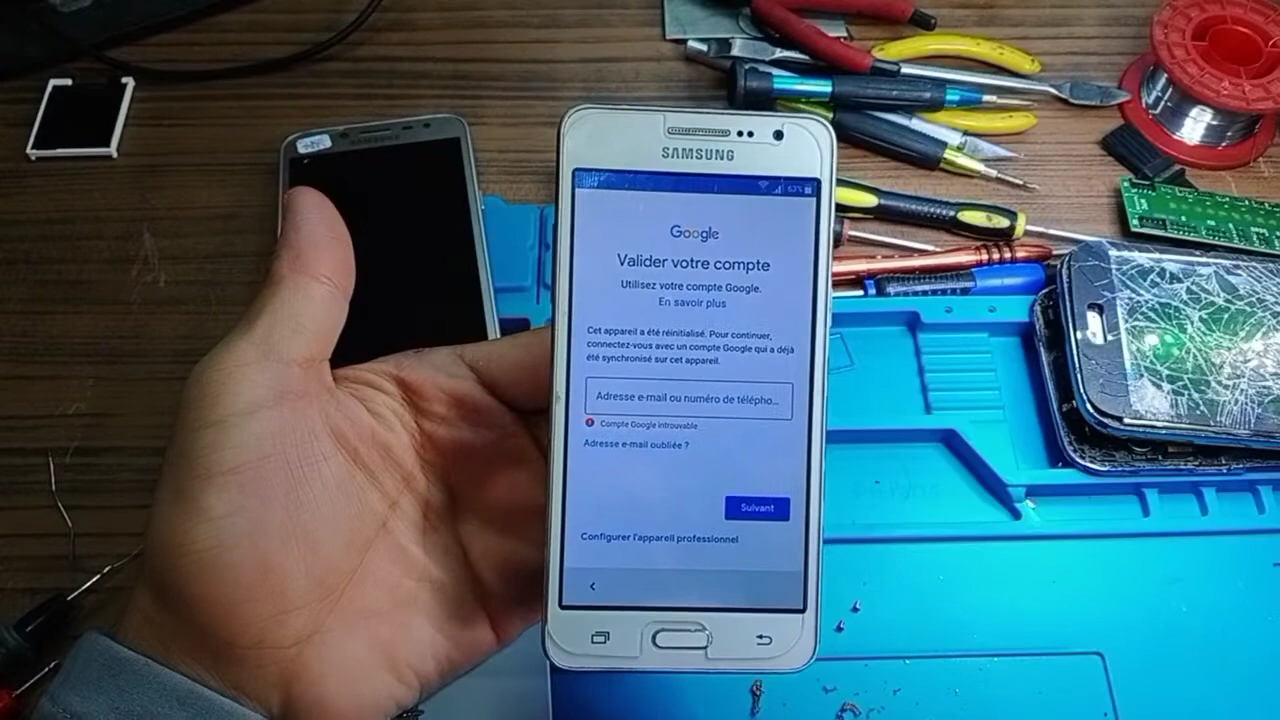 SAMSUNG
63%
Google
Valider votre compte
Utilisez votre compte Google.
En savoir plus
Cet appareil a été réinitialisé. Pour continuer,
connectez-vous avec un compte Google qui a déjà
été synchronisé sur cet appareil.
Adresse e-mail ou numéro de télépho...
Compte Google introuvable
Adresse e-mail oubliée ?
Suivant
Configurer l'appareil professionnel